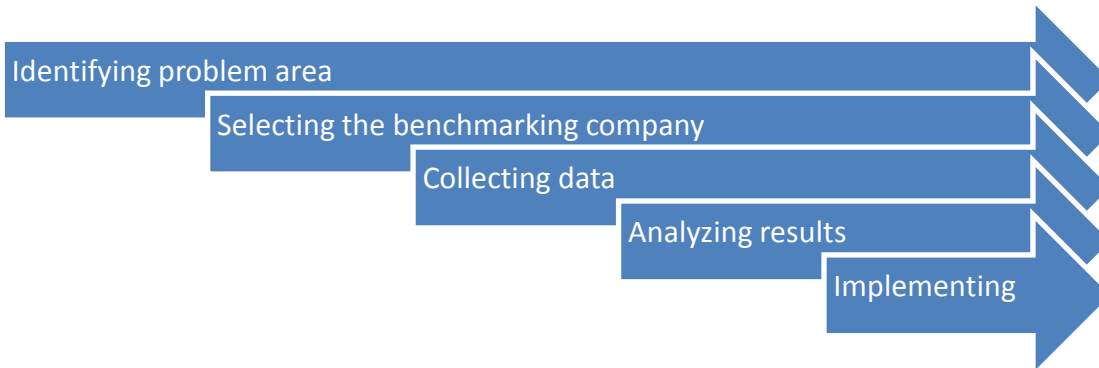 Identifying problem area
Selecting the benchmarking company
Collecting data
Analyzing results
Implementing